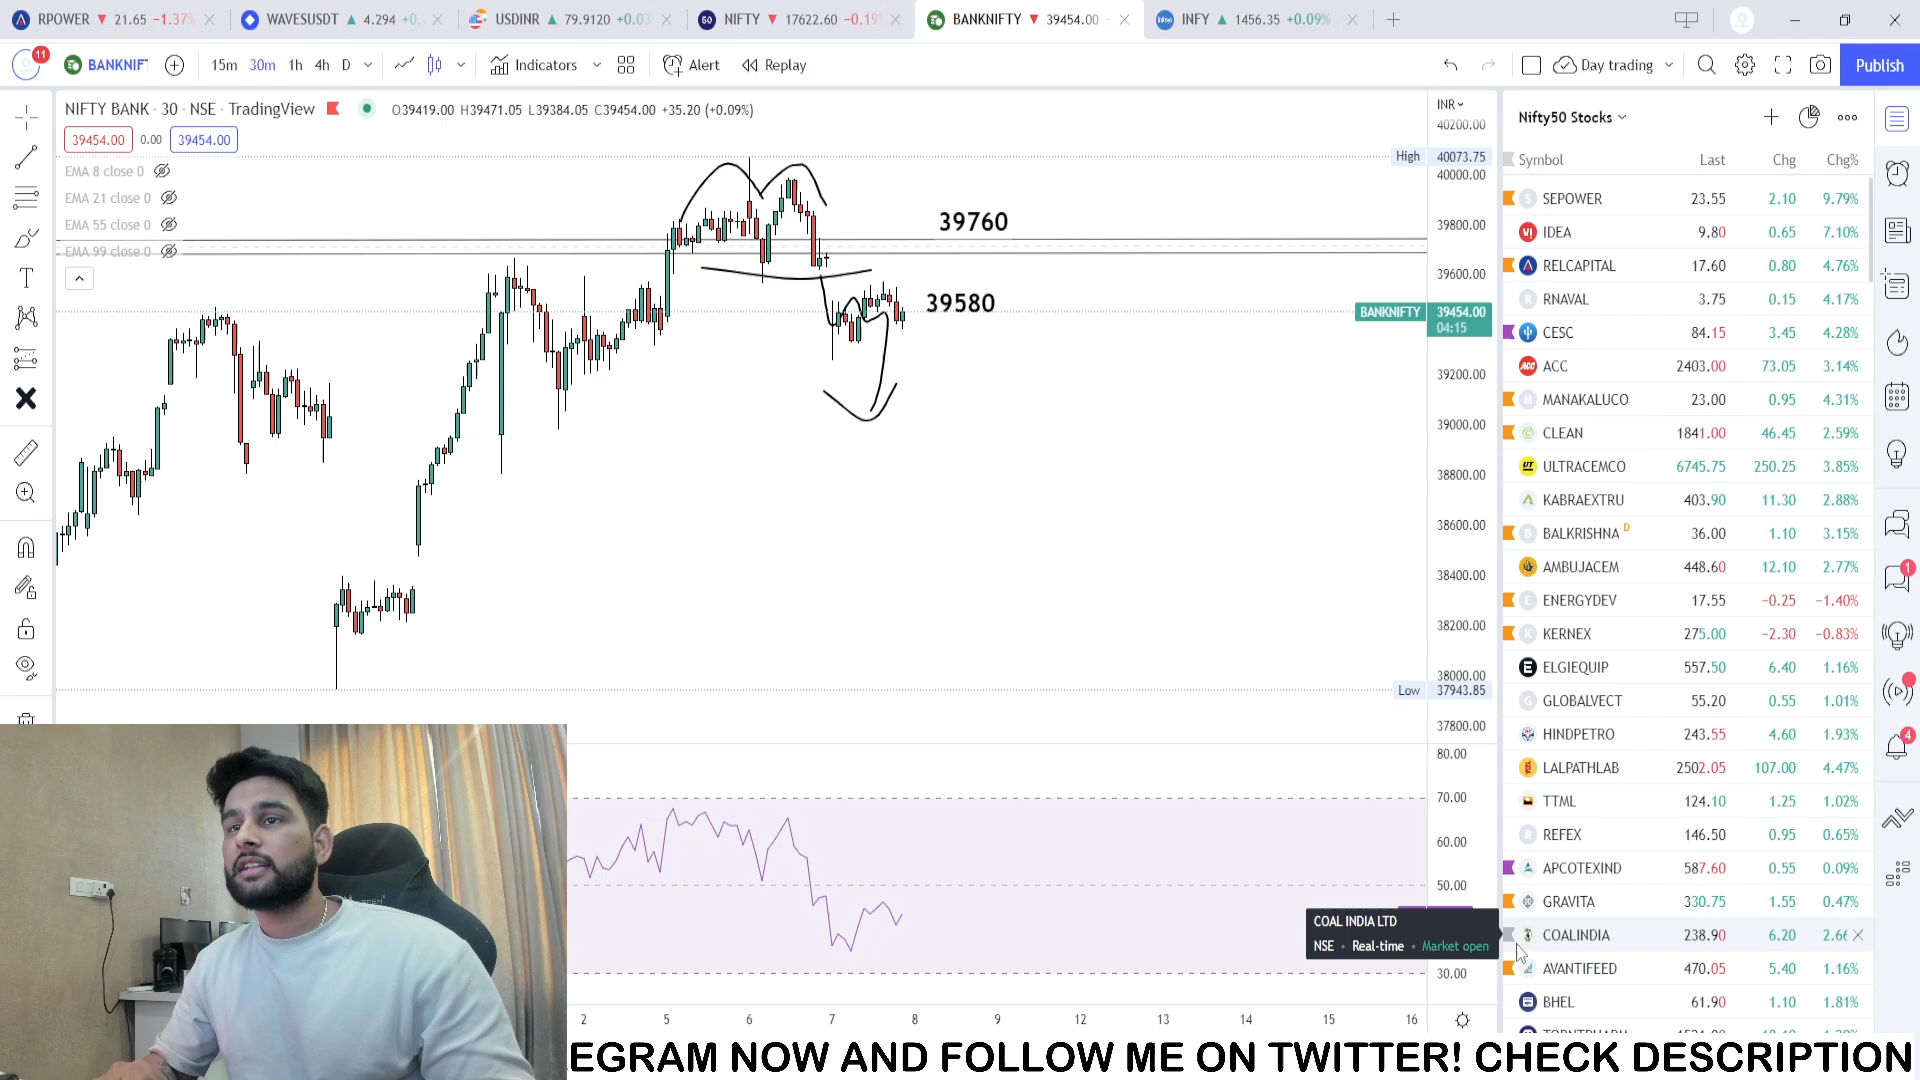 RPOWER 21.65 −1.37%
WAVESUSDT 4.294
USDINR 79.9120 +0.03
NIFTY 17622.60 −0.19
BANKNIFTY 39454.00
INFY 1456.35 +0.09%
11
BANKNIF
15m 30m 1h 4h D
Indicators
Alert
Replay
Day trading
Publish
NIFTY BANK · 30 · NSE · TradingView
O39419.00 H39471.05 L39384.05 C39454.00 +35.20 (+0.09%)
39454.00 0.00 39454.00
EMA 8 close 0
EMA 21 close 0
EMA 55 close 0
EMA 99 close 0
39760
39580
INR
40200.00
High 40073.75
40000.00
39800.00
39600.00
BANKNIFTY 39454.00
04:15
39200.00
39000.00
38800.00
38600.00
38400.00
38200.00
38000.00
Low 37943.85
37800.00
80.00
70.00
60.00
50.00
30.00
2 5 6 7 8 9 12 13 14 15 16
COAL INDIA LTD
NSE • Real-time • Market open
Nifty50 Stocks
Symbol Last Chg Chg%
SEPOWER 23.55 2.10 9.79%
IDEA 9.80 0.65 7.10%
RELCAPITAL 17.60 0.80 4.76%
RNAVAL 3.75 0.15 4.17%
CESC 84.15 3.45 4.28%
ACC 2403.00 73.05 3.14%
MANAKALUCO 23.00 0.95 4.31%
CLEAN 1841.00 46.45 2.59%
ULTRACEMCO 6745.75 250.25 3.85%
KABRAEXTRU 403.90 11.30 2.88%
BALKRISHNA D 36.00 1.10 3.15%
AMBUJACEM 448.60 12.10 2.77%
ENERGYDEV 17.55 −0.25 −1.40%
KERNEX 275.00 −2.30 −0.83%
ELGIEQUIP 557.50 6.40 1.16%
GLOBALVECT 55.20 0.55 1.01%
HINDPETRO 243.55 4.60 1.93%
LALPATHLAB 2502.05 107.00 4.47%
TTML 124.10 1.25 1.02%
REFEX 146.50 0.95 0.65%
APCOTEXIND 587.60 0.55 0.09%
GRAVITA 330.75 1.55 0.47%
COALINDIA 238.90 6.20 2.66
AVANTIFEED 470.05 5.40 1.16%
BHEL 61.90 1.10 1.81%
1
4
EGRAM NOW AND FOLLOW ME ON TWITTER! CHECK DESCRIPTION